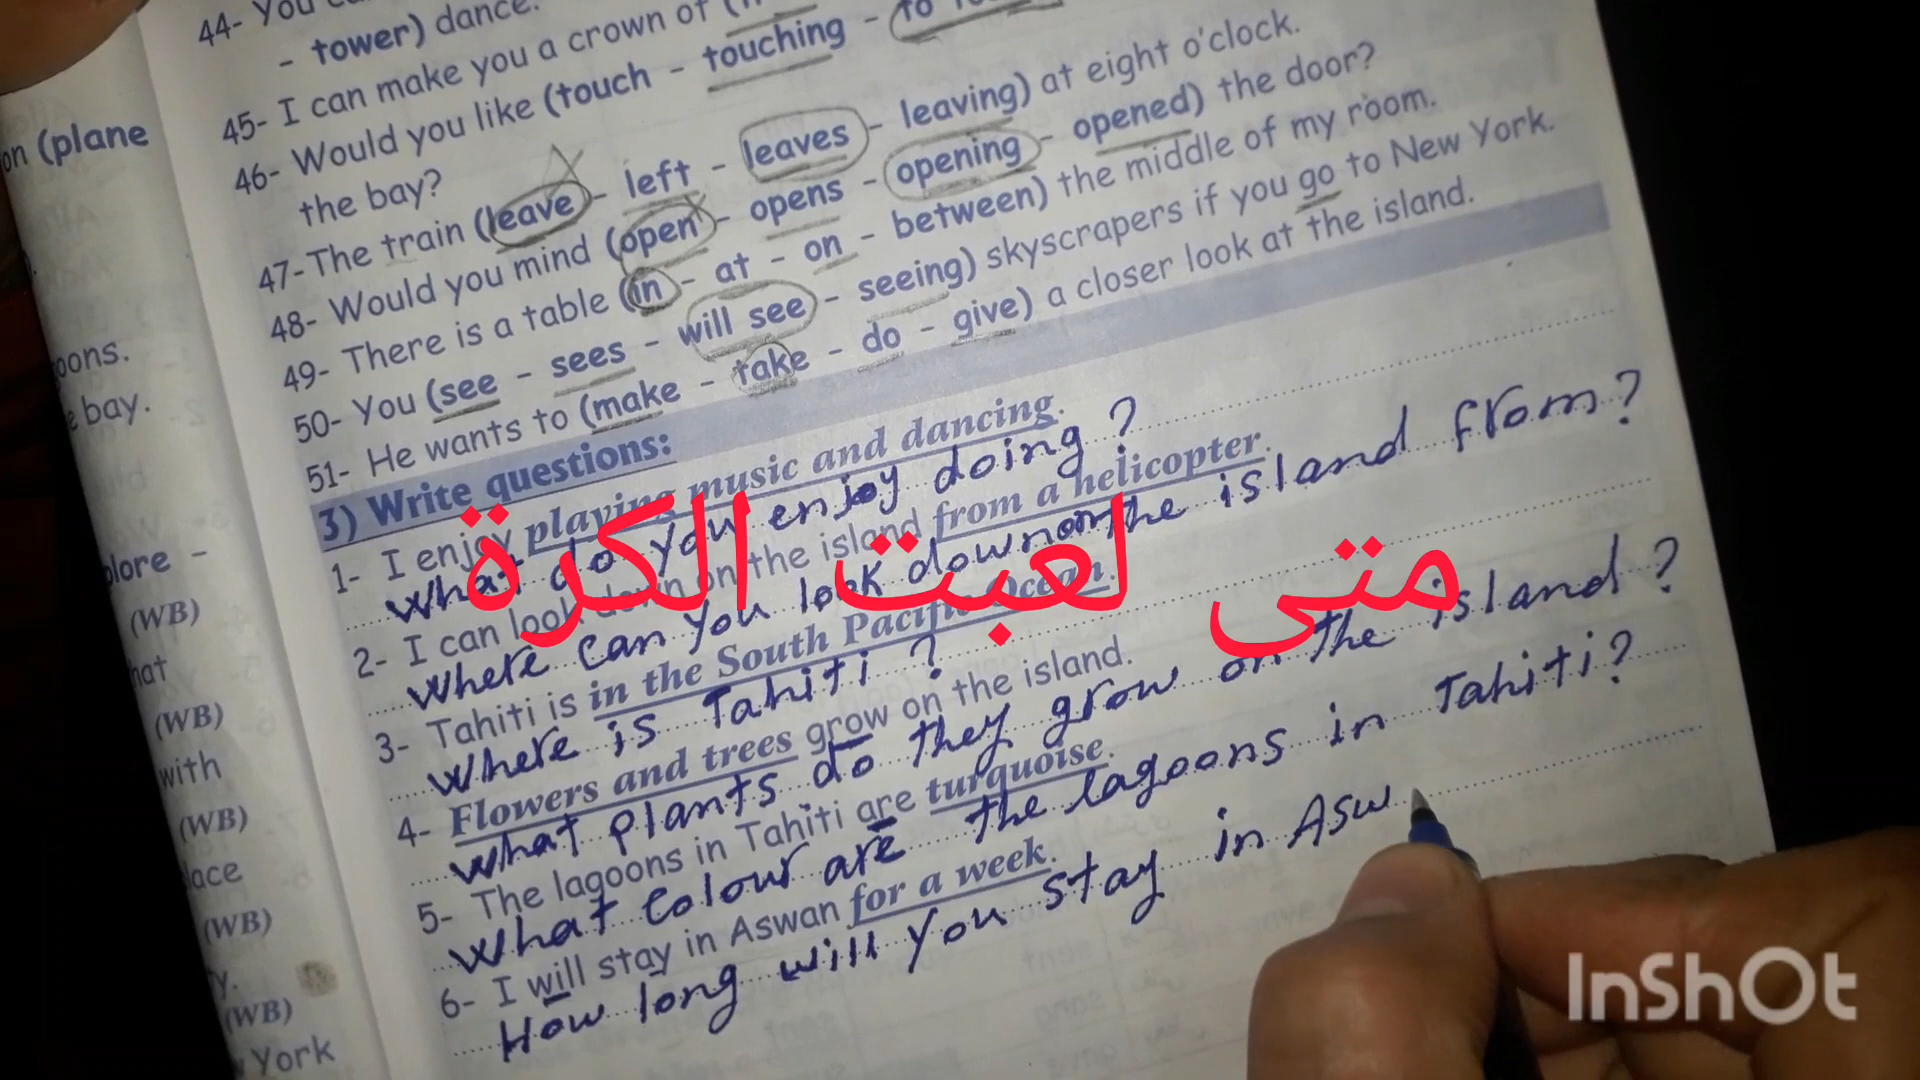 on (plane
oons.
e bay.
plore -
(WB)
hat
(WB)
with
(WB)
lace
(WB)
y.
(WB)
York
44- You
- tower) dance.
45- I can make you a crown of
46- Would you like (touch - touching -
the bay?
47- The train (leave - left - leaves - leaving) at eight o'clock.
48- Would you mind (open - opens - opening - opened) the door?
49- There is a table (in - at - on - between) the middle of my room.
50- You (see - sees - will see - seeing) skyscrapers if you go to New York.
51- He wants to (make - take - do - give) a closer look at the island.
3) Write questions:
1- I enjoy playing music and dancing.
What do you enjoy doing ?
2- I can look down on the island from a helicopter.
Where can you look down on the island from ?
3- Tahiti is in the South Pacific Ocean.
Where is Tahiti ?
4- Flowers and trees grow on the island.
What plants do they grow on the island ?
5- The lagoons in Tahiti are turquoise.
What colour are the lagoons in Tahiti ?
6- I will stay in Aswan for a week.
How long will you stay in Asw
متى لعبت الكرة
InShOt